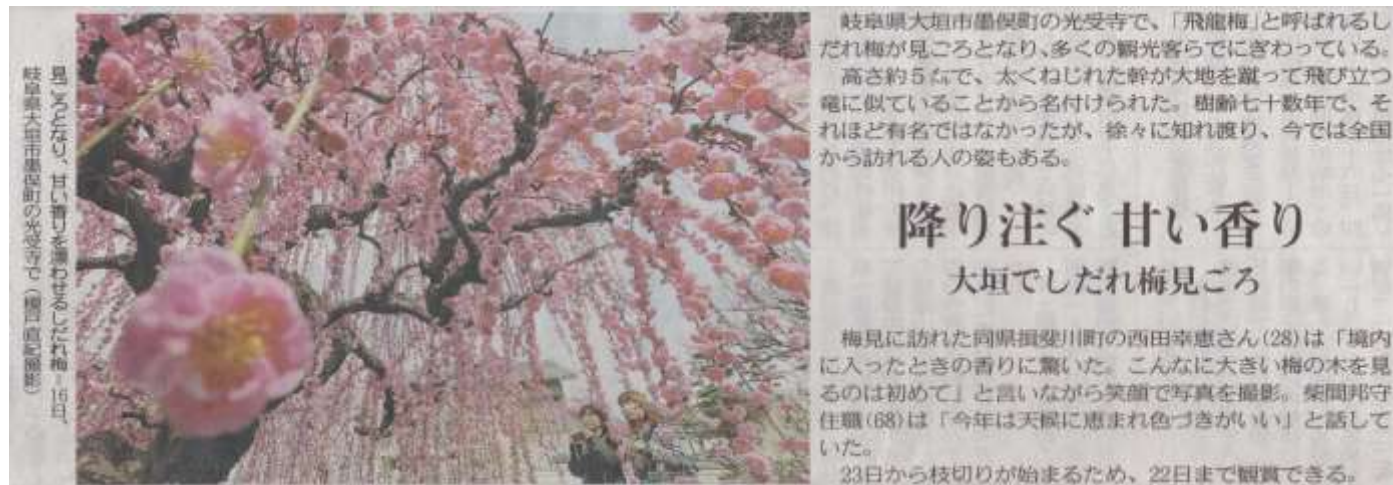 岐阜県大垣市墨俣町の光受寺で、「飛龍梅」と呼ばれるし
だれ梅が見ごろとなり、多くの観光客らでにぎわっている。
高さ約５㍍で、太くねじれた幹が大地を蹴って飛び立つ
竜に似ていることから名付けられた。樹齢七十数年で、そ
れほど有名ではなかったが、徐々に知れ渡り、今では全国
から訪れる人の姿もある。
降り注ぐ 甘い香り
大垣でしだれ梅見ごろ
梅見に訪れた同県揖斐川町の西田幸恵さん(28)は「境内
に入ったときの香りに驚いた。こんなに大きい梅の木を見
るのは初めて」と言いながら笑顔で写真を撮影。柴間邦守
住職(68)は「今年は天候に恵まれ色づきがいい」と話して
いた。
23日から枝切りが始まるため、22日まで観賞できる。
見ごろとなり、甘い香りを漂わせるしだれ梅＝16日、
岐阜県大垣市墨俣町の光受寺で（榎戸直紀撮影）